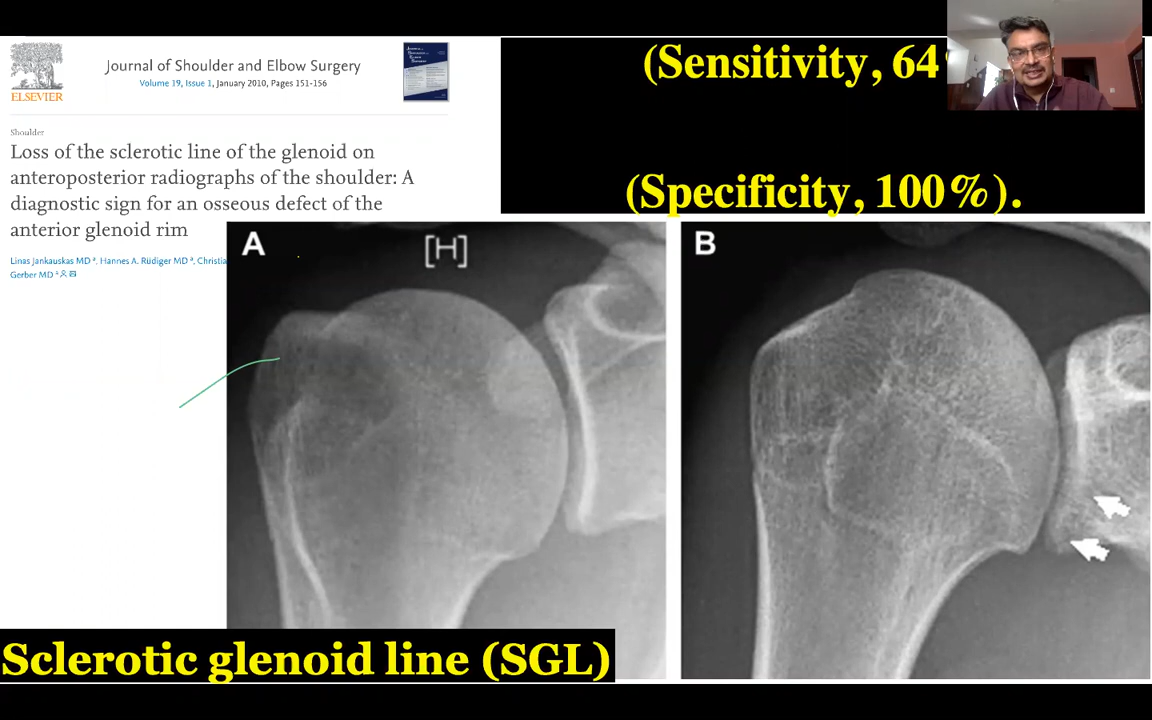 ELSEVIER
Journal of Shoulder and Elbow Surgery
Volume 19, Issue 1, January 2010, Pages 151-156
Shoulder
Loss of the sclerotic line of the glenoid on
anteroposterior radiographs of the shoulder: A
diagnostic sign for an osseous defect of the
anterior glenoid rim
Linas Jankauskas MD a, Hannes A. Rüdiger MD a, Christia
Gerber MD a
(Sensitivity, 64
(Specificity, 100%).
A
[H]
B
Sclerotic glenoid line (SGL)